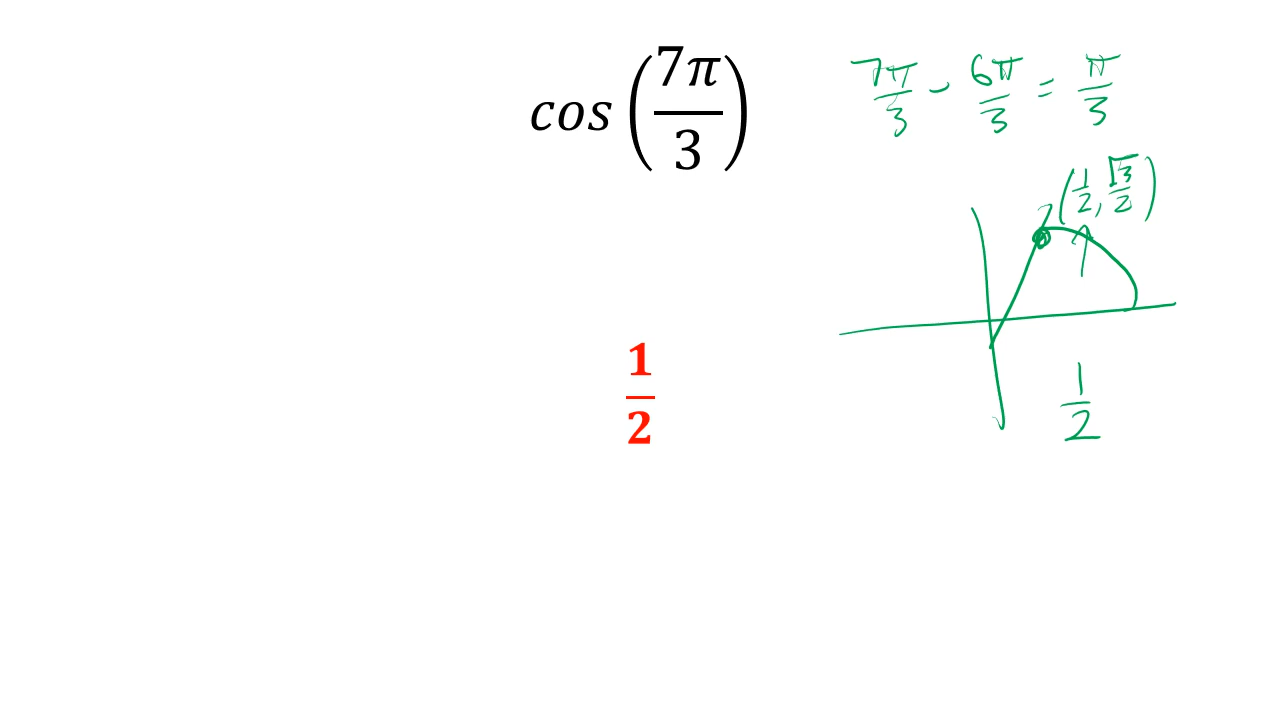 cos(7π/3)
7π/3 - 6π/3 = π/3
(1/2, √3/2)
1/2
1/2